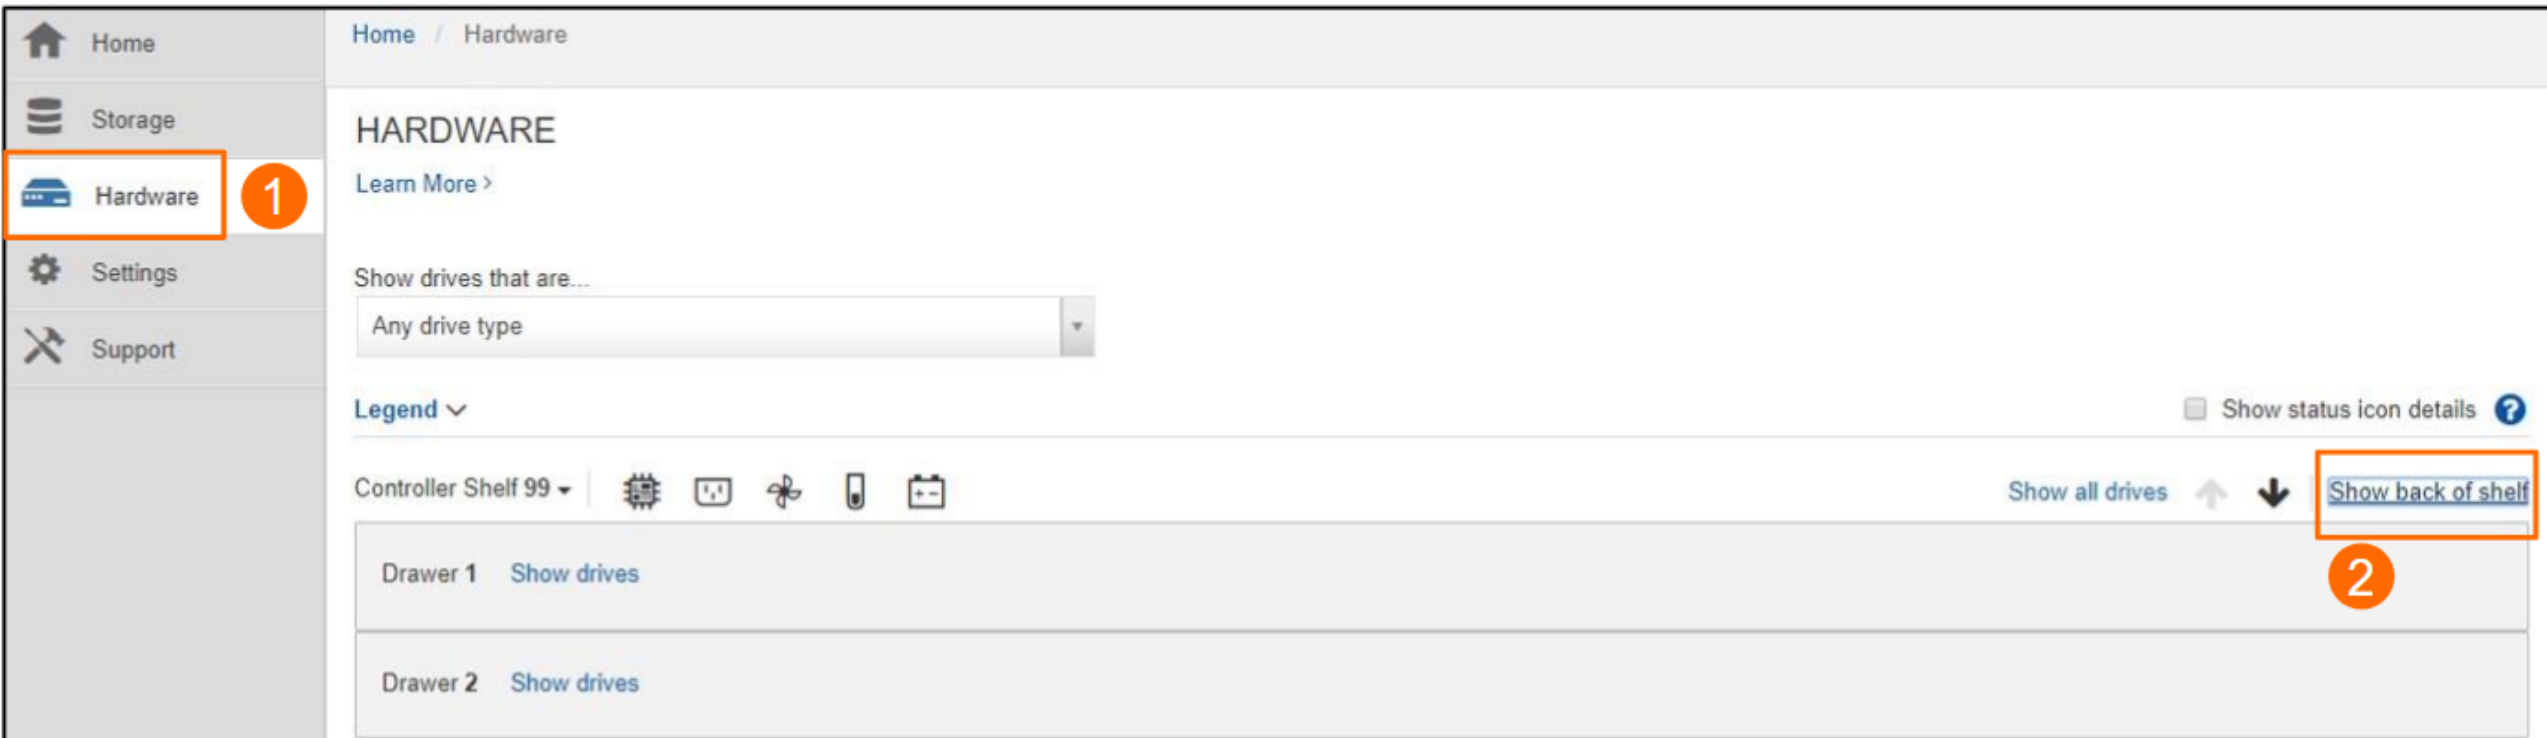 Home
Storage
Hardware
1
Settings
Support
Home / Hardware
HARDWARE
Learn More >
Show drives that are...
Any drive type
Legend
Show status icon details ?
Controller Shelf 99
Show all drives
Show back of shelf
2
Drawer 1 Show drives
Drawer 2 Show drives